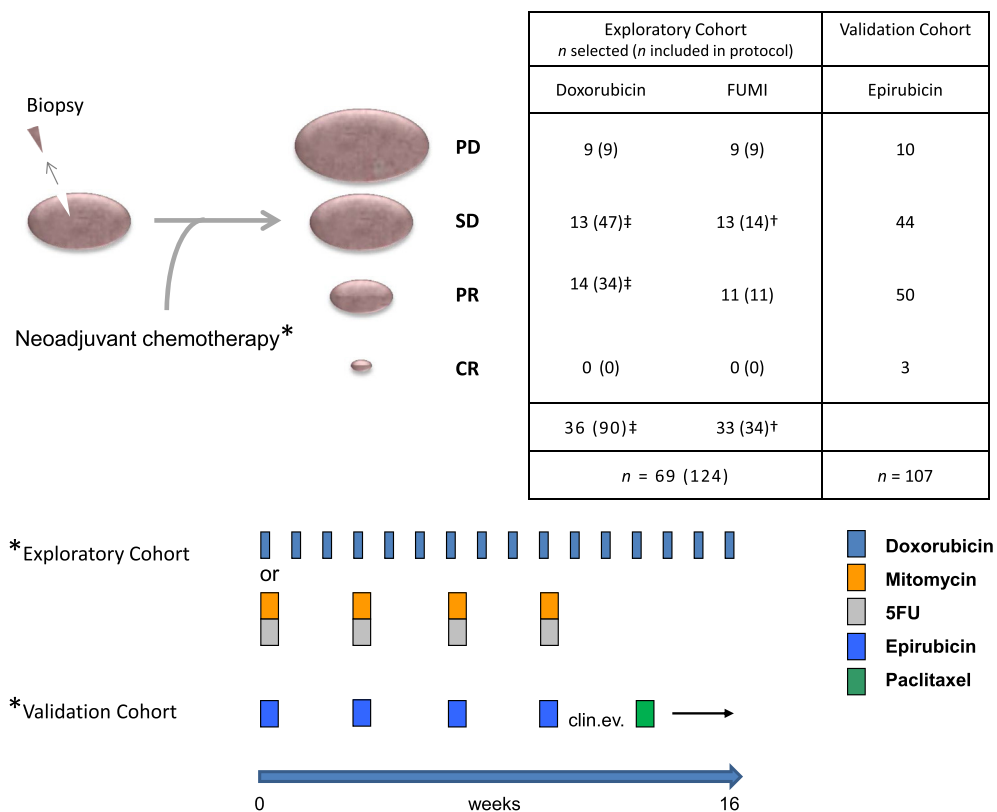 Biopsy
Neoadjuvant chemotherapy*
PD
SD
PR
CR
Exploratory Cohort Validation Cohort
n selected (n included in protocol)
Doxorubicin FUMI Epirubicin
9 (9) 9 (9) 10
13 (47)‡ 13 (14)† 44
14 (34)‡ 11 (11) 50
0 (0) 0 (0) 3
36 (90)‡ 33 (34)†
n = 69 (124) n = 107
*Exploratory Cohort
or
*Validation Cohort
clin.ev.
0 weeks 16
Doxorubicin
Mitomycin
5FU
Epirubicin
Paclitaxel